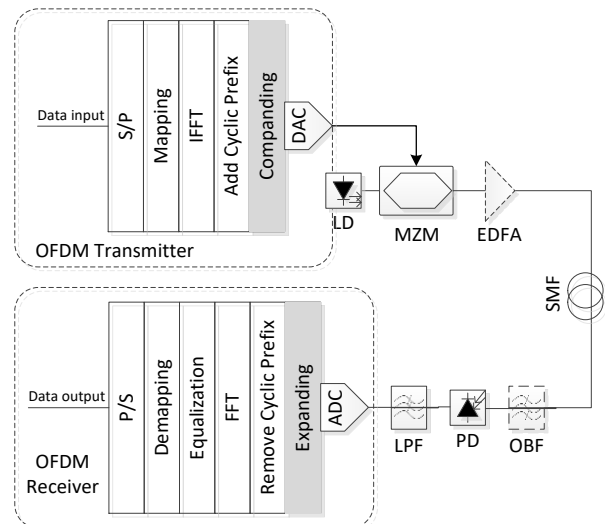 Data input
S/P
Mapping
IFFT
Add Cyclic Prefix
Companding
DAC
OFDM Transmitter
LD
MZM
EDFA
SMF
Data output
P/S
Demapping
Equalization
FFT
Remove Cyclic Prefix
Expanding
ADC
LPF
PD
OBF
OFDM
Receiver